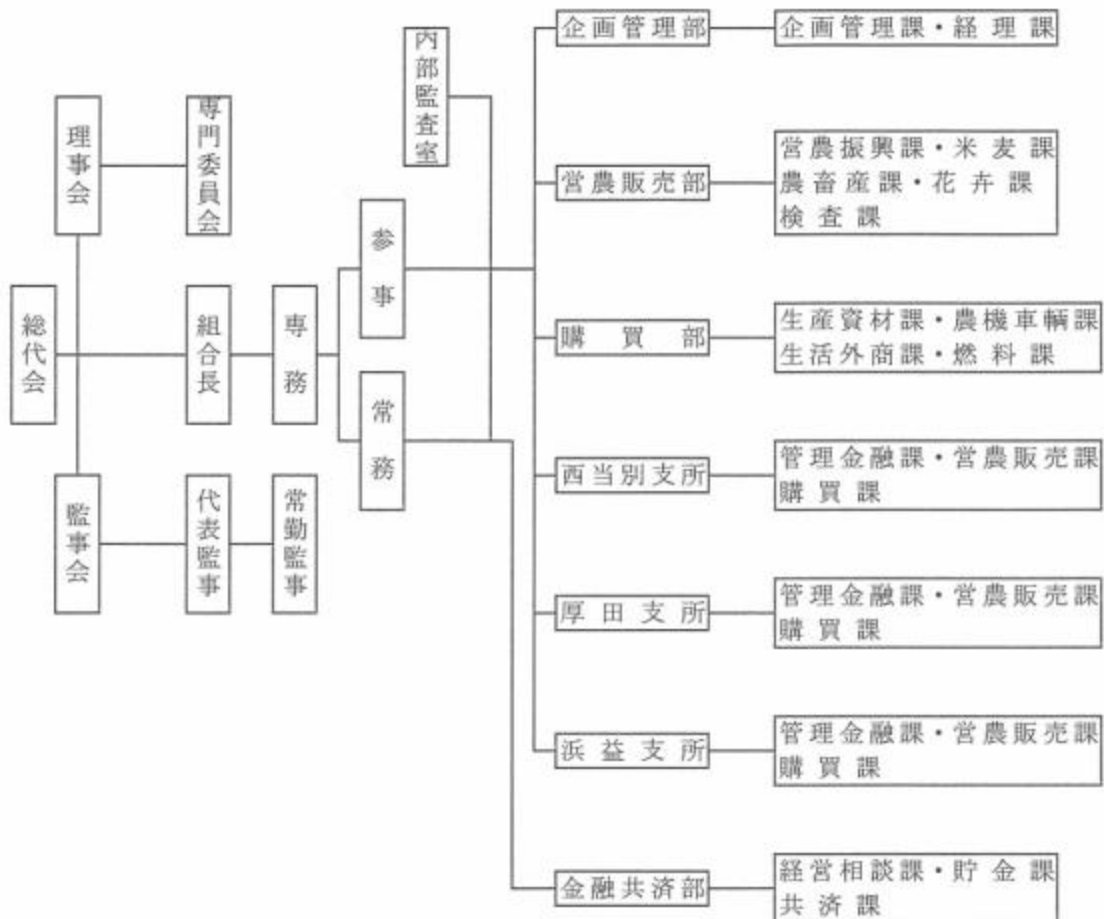 総代会
理事会
専門委員会
組合長
専務
監事会
代表監事
常勤監事
参事
常務
内部監査室
企画管理部
企画管理課・経理課
営農販売部
営農振興課・米麦課
農畜産課・花卉課
検査課
購買部
生産資材課・農機車輌課
生活外商課・燃料課
西当別支所
管理金融課・営農販売課
購買課
厚田支所
管理金融課・営農販売課
購買課
浜益支所
管理金融課・営農販売課
購買課
金融共済部
経営相談課・貯金課
共済課